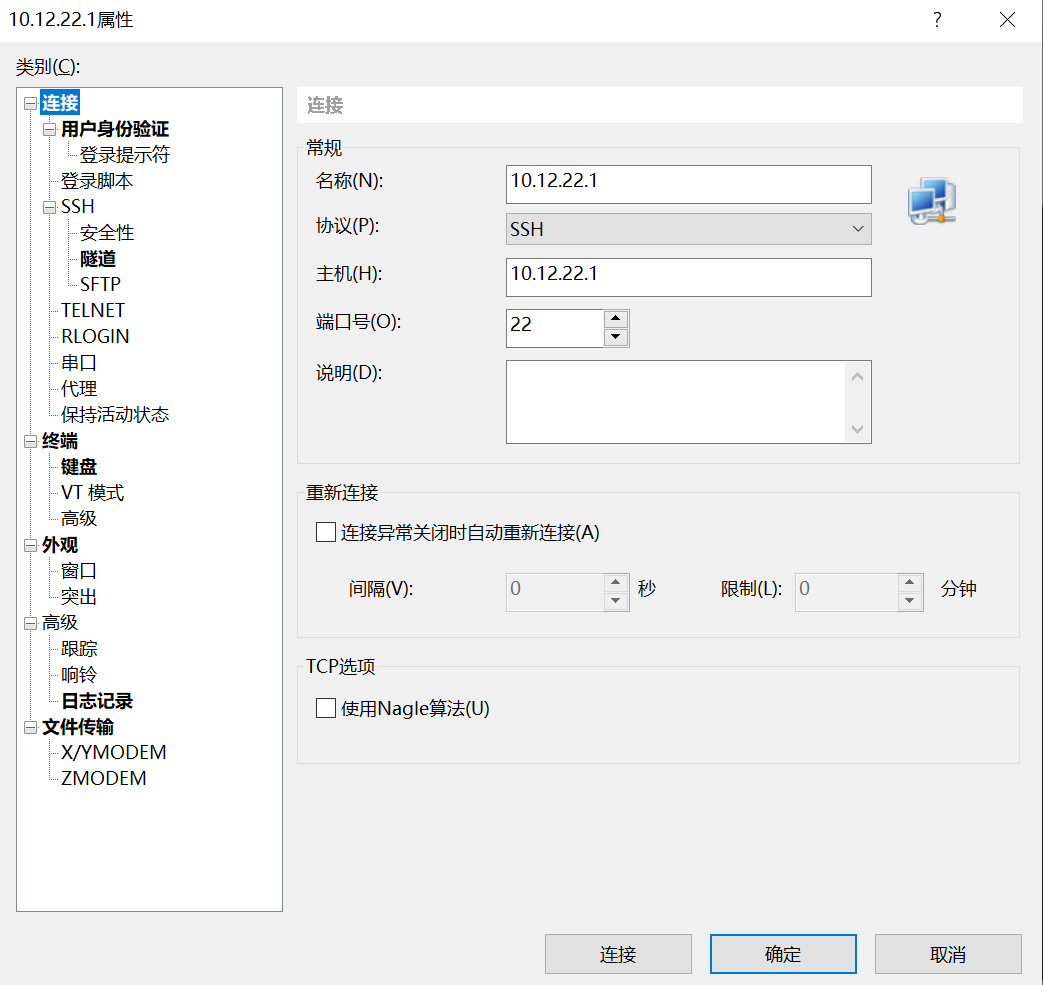 10.12.22.1属性
?
类别(C):
连接
用户身份验证
登录提示符
登录脚本
SSH
安全性
隧道
SFTP
TELNET
RLOGIN
串口
代理
保持活动状态
终端
键盘
VT 模式
高级
外观
窗口
突出
高级
跟踪
响铃
日志记录
文件传输
X/YMODEM
ZMODEM
连接
常规
名称(N): 10.12.22.1
协议(P): SSH
主机(H): 10.12.22.1
端口号(O): 22
说明(D):
重新连接
连接异常关闭时自动重新连接(A)
间隔(V): 0 秒 限制(L): 0 分钟
TCP选项
使用Nagle算法(U)
连接 确定 取消